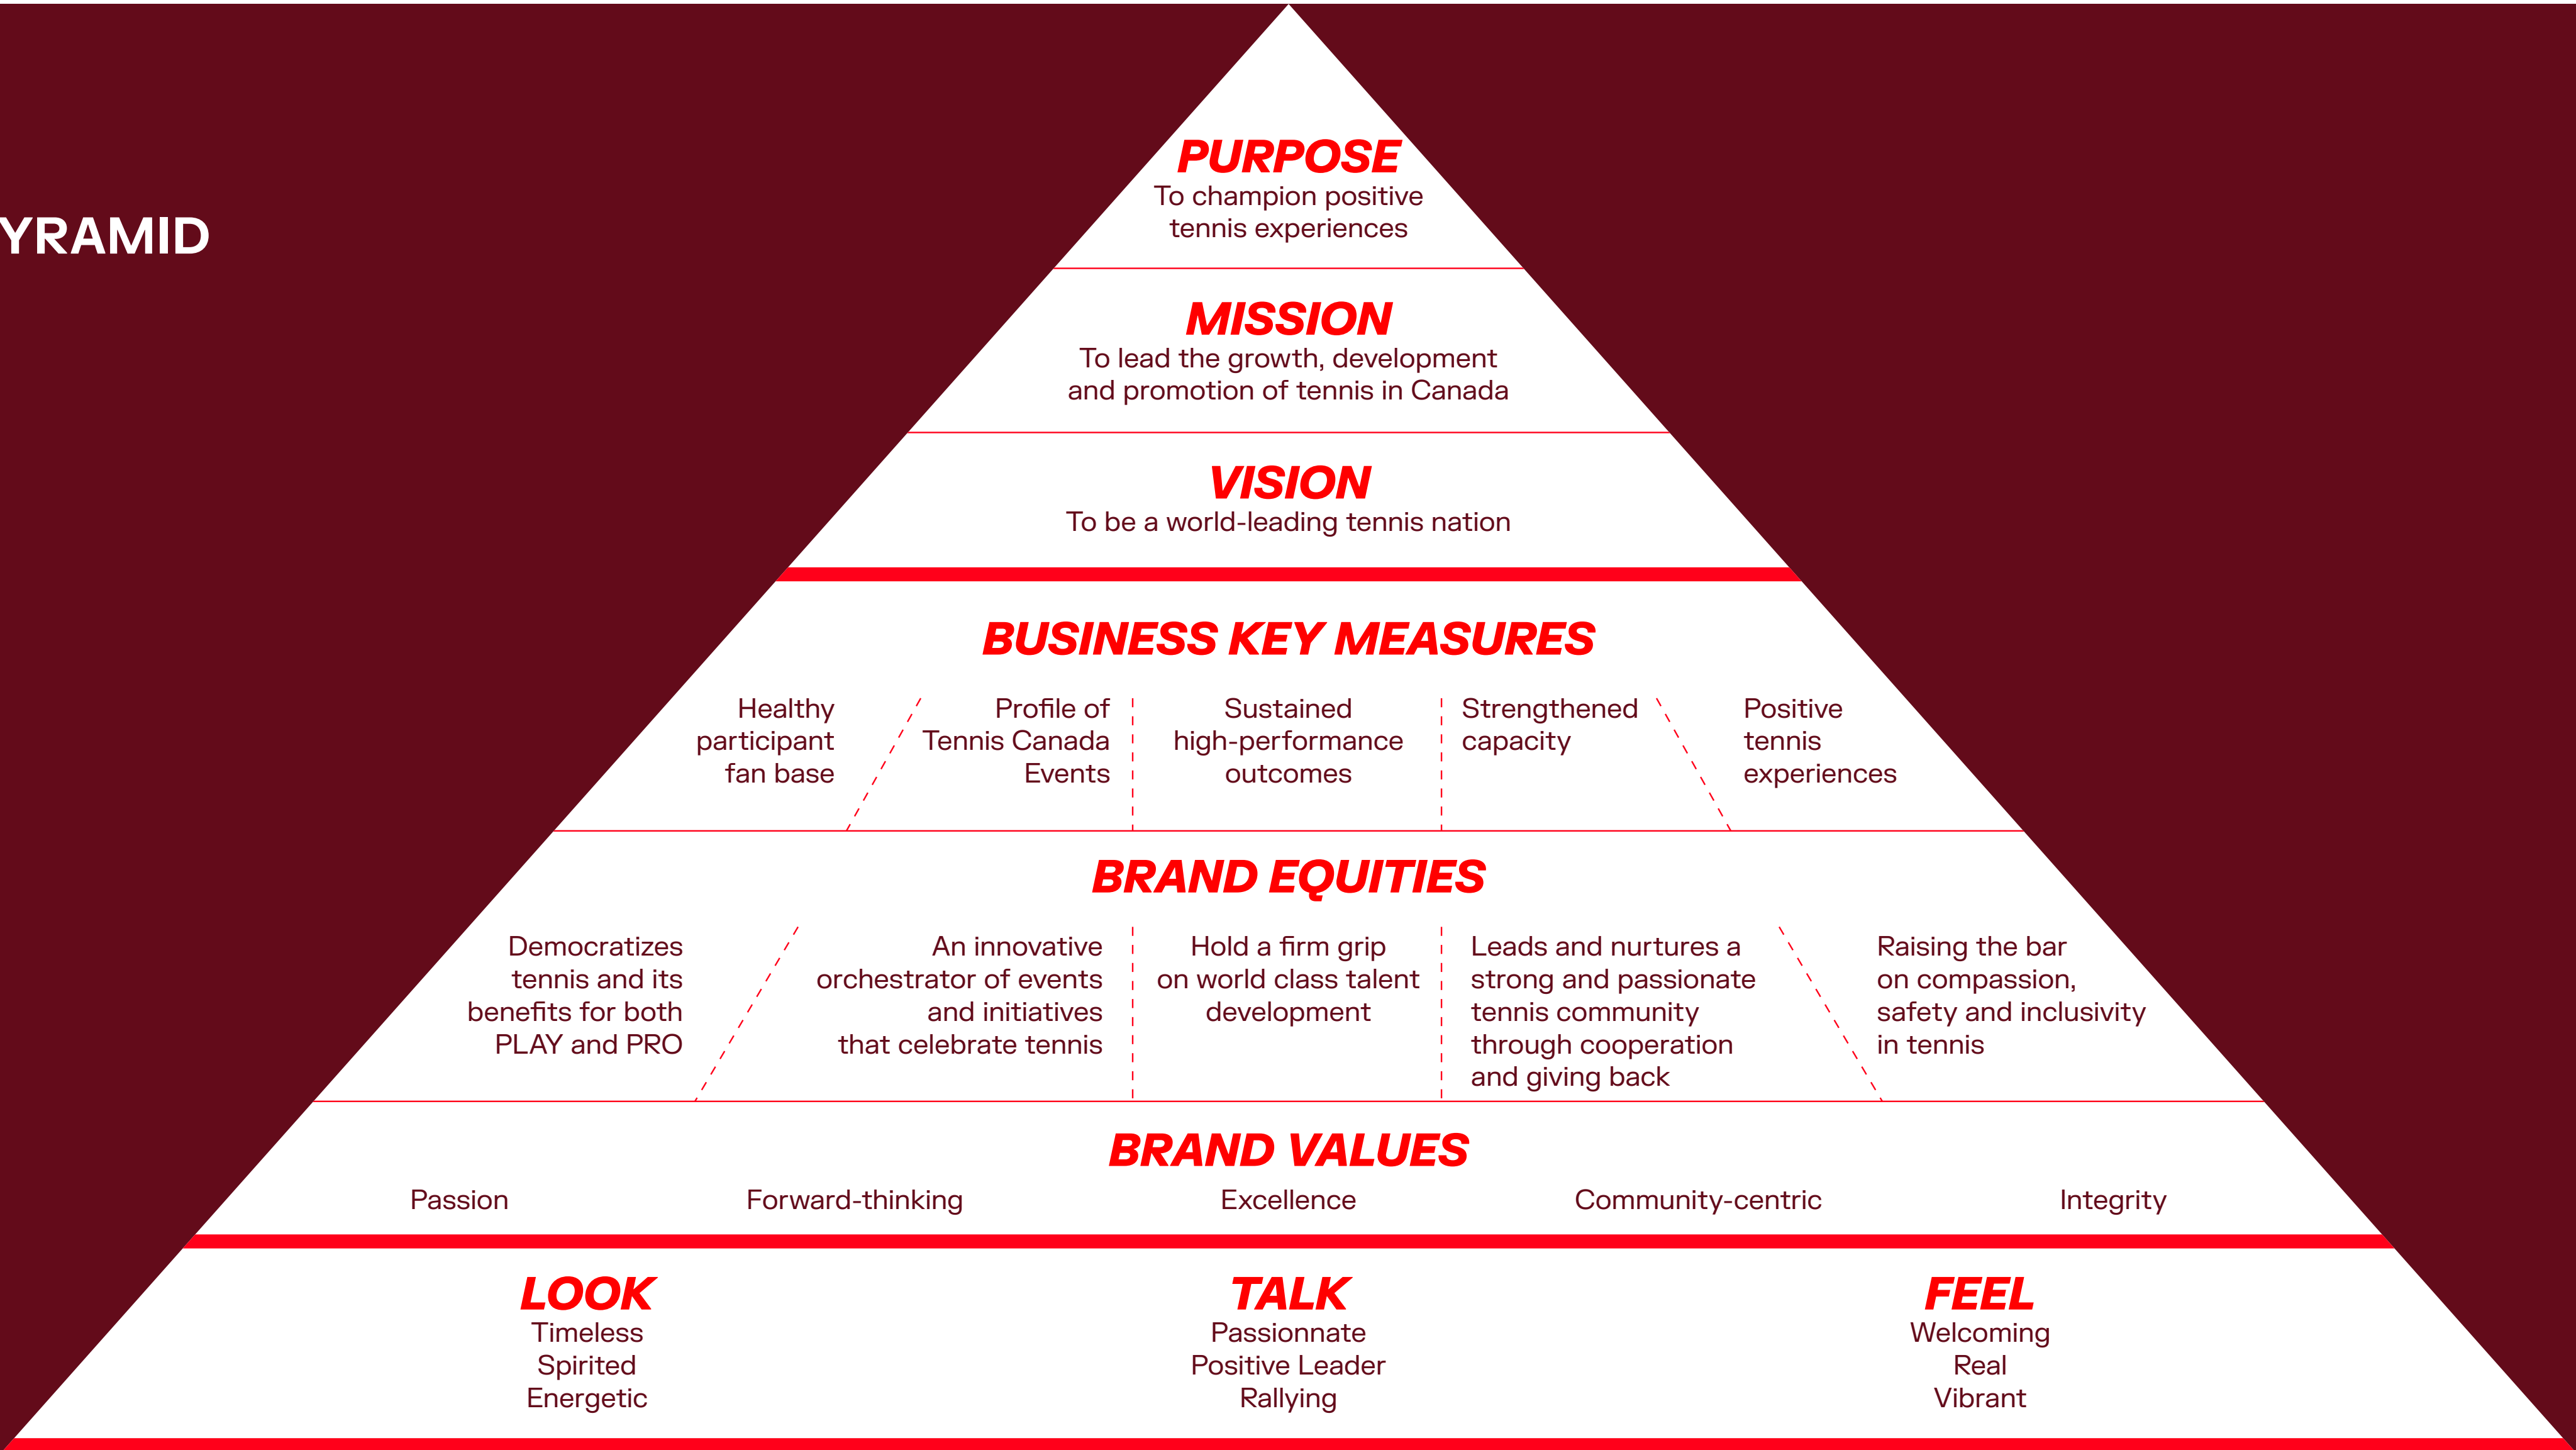 YRAMID
PURPOSE
To champion positive
tennis experiences
MISSION
To lead the growth, development
and promotion of tennis in Canada
VISION
To be a world-leading tennis nation
BUSINESS KEY MEASURES
Healthy
participant
fan base
Profile of
Tennis Canada
Events
Sustained
high-performance
outcomes
Strengthened
capacity
Positive
tennis
experiences
BRAND EQUITIES
Democratizes
tennis and its
benefits for both
PLAY and PRO
An innovative
orchestrator of events
and initiatives
that celebrate tennis
Hold a firm grip
on world class talent
development
Leads and nurtures a
strong and passionate
tennis community
through cooperation
and giving back
Raising the bar
on compassion,
safety and inclusivity
in tennis
BRAND VALUES
Passion
Forward-thinking
Excellence
Community-centric
Integrity
LOOK
Timeless
Spirited
Energetic
TALK
Passionnate
Positive Leader
Rallying
FEEL
Welcoming
Real
Vibrant